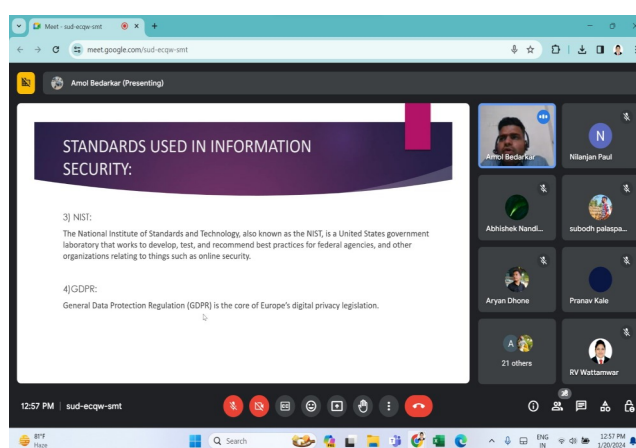 Meet - sud-ecqw-smt
meet.google.com/sud-ecqw-smt
Amol Bedarkar (Presenting)
STANDARDS USED IN INFORMATION
SECURITY:
3) NIST:
The National Institute of Standards and Technology, also known as the NIST, is a United States government
laboratory that works to develop, test, and recommend best practices for federal agencies, and other
organizations relating to things such as online security.
4)GDPR:
General Data Protection Regulation (GDPR) is the core of Europe's digital privacy legislation.
Amol Bedarkar
N
Nilanjan Paul
Abhishek Nandi...
subodh palaspa...
Aryan Dhone
Pranav Kale
A
21 others
RV Wattamwar
12:57 PM | sud-ecqw-smt
28
81°F
Haze
Search
ENG
IN
12:57 PM
1/20/2024